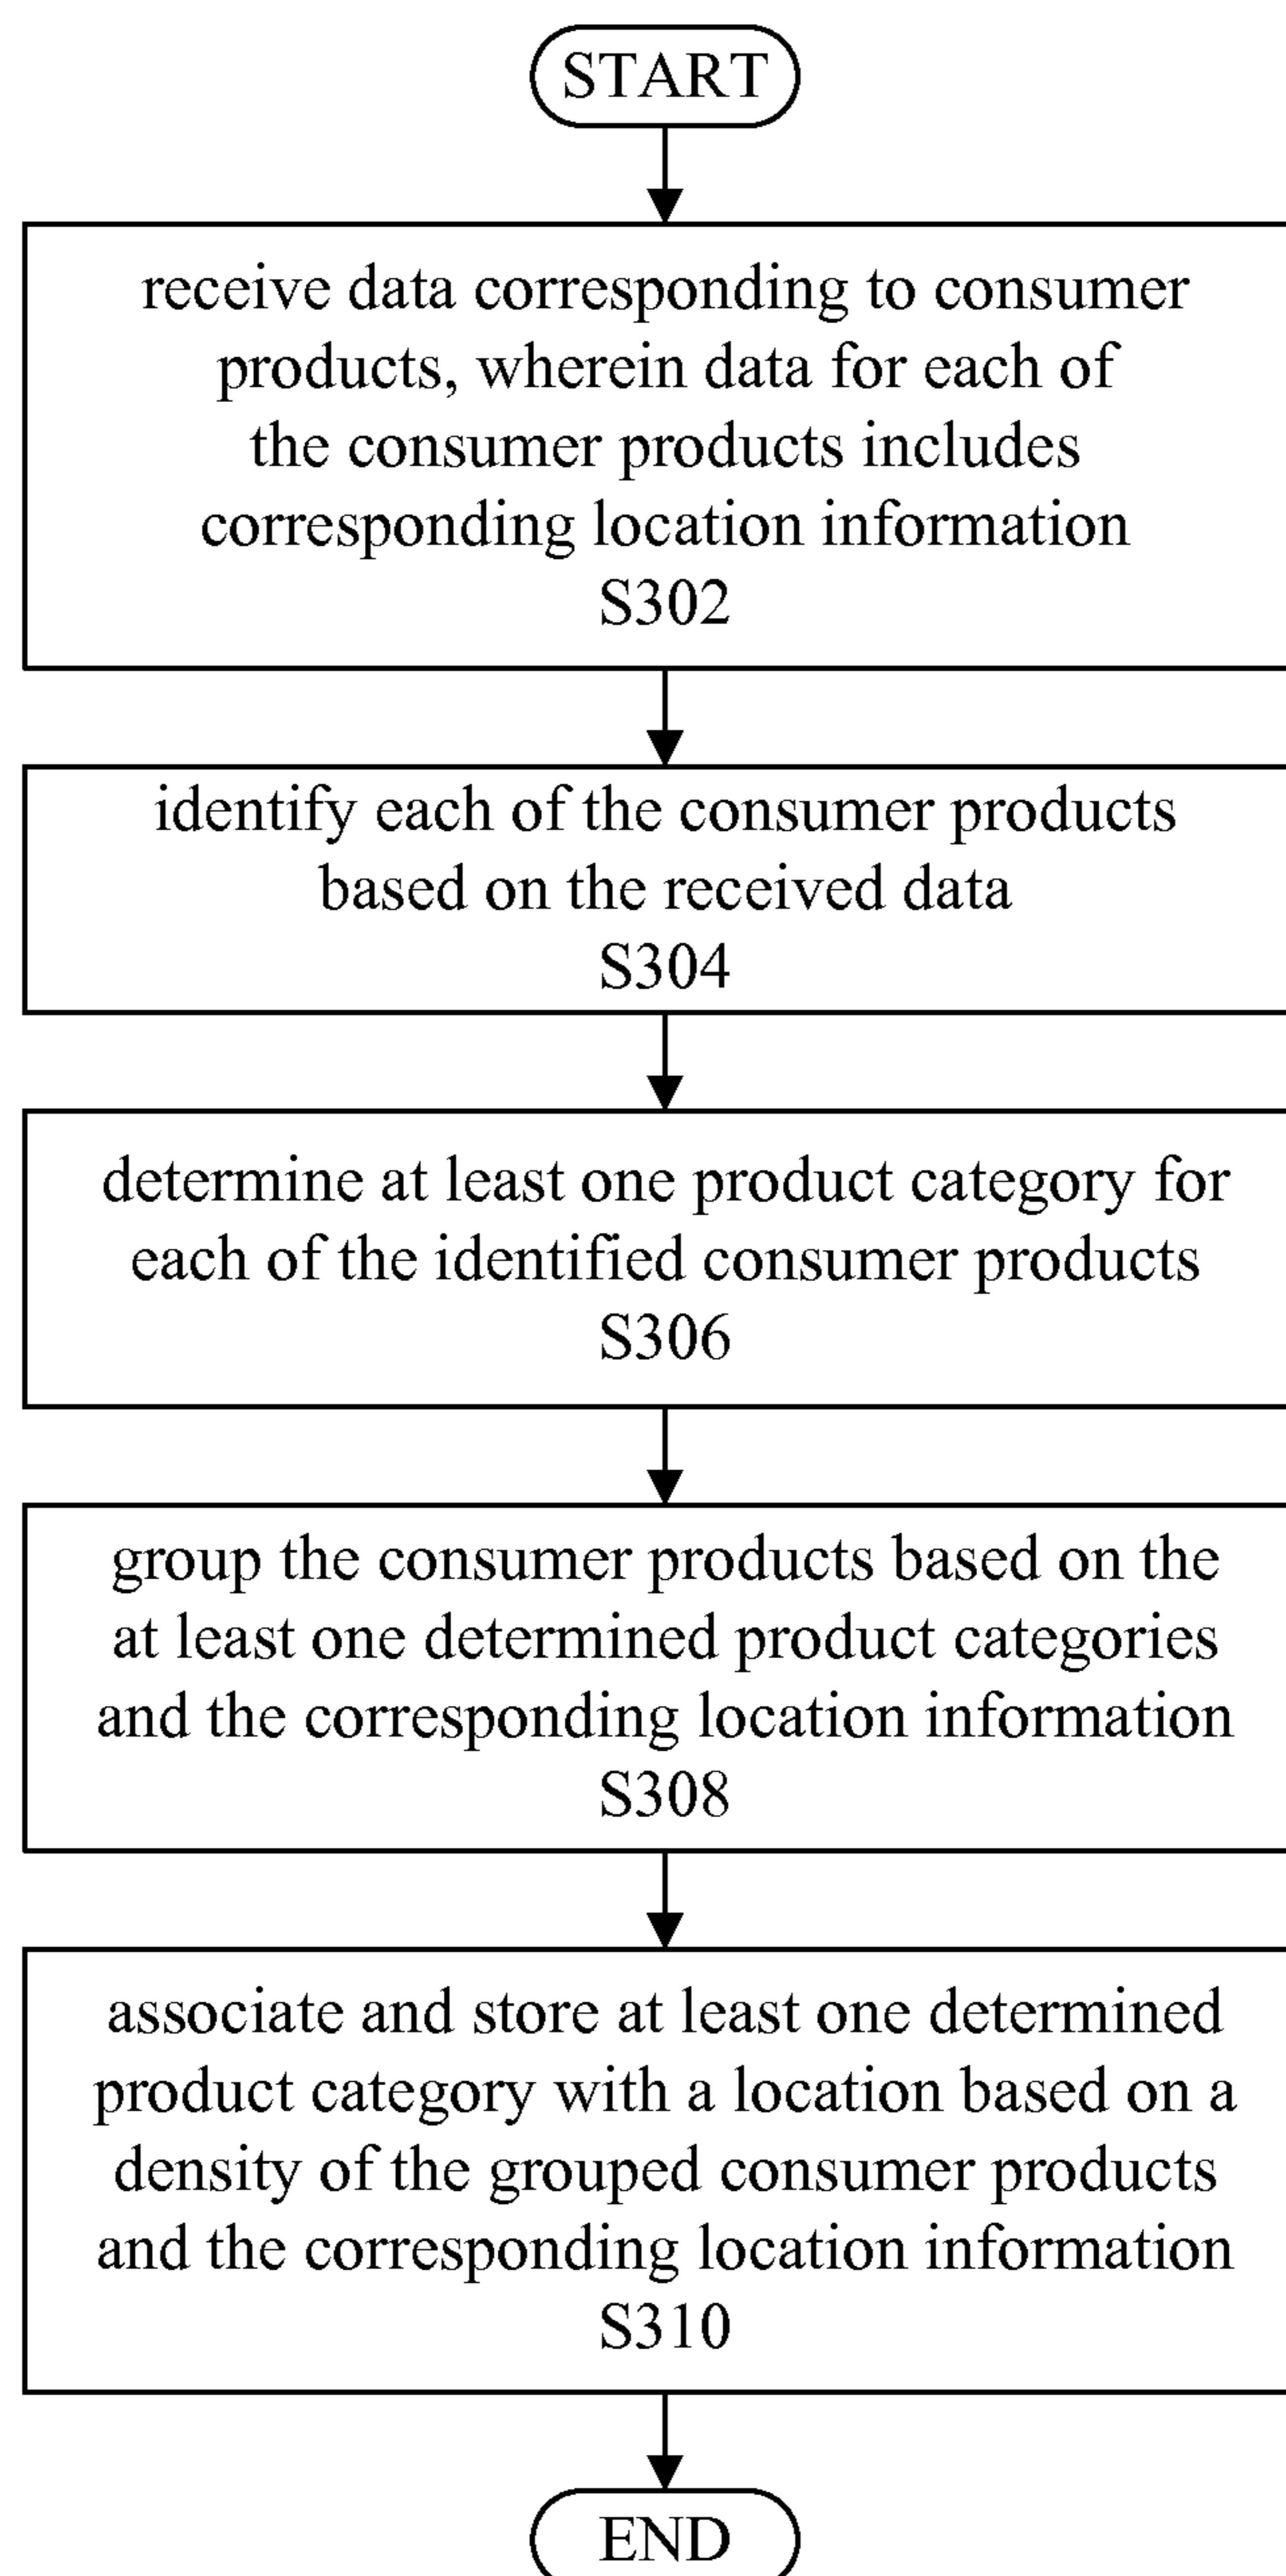 START
receive data corresponding to consumer
products, wherein data for each of
the consumer products includes
corresponding location information
S302
identify each of the consumer products
based on the received data
S304
determine at least one product category for
each of the identified consumer products
S306
group the consumer products based on the
at least one determined product categories
and the corresponding location information
S308
associate and store at least one determined
product category with a location based on a
density of the grouped consumer products
and the corresponding location information
S310
END